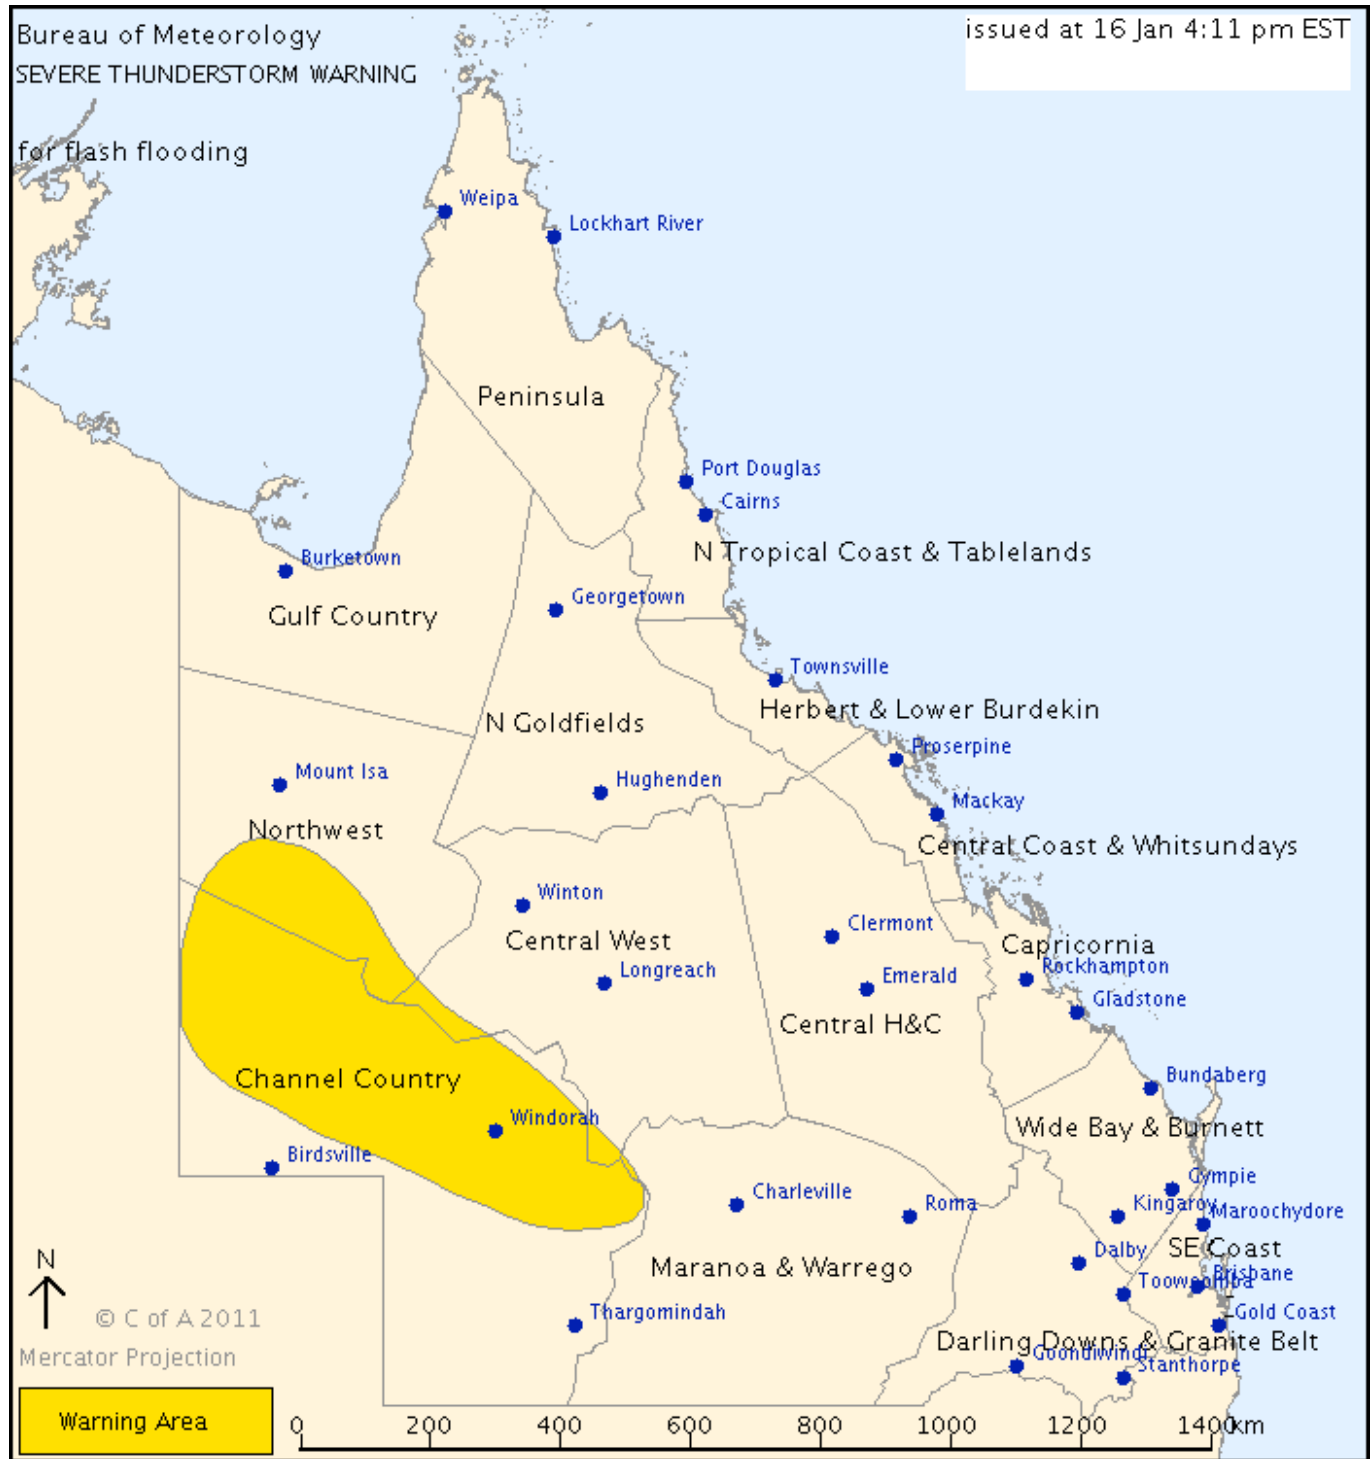 Bureau of Meteorology
issued at 16 Jan 4:11 pm EST
SEVERE THUNDERSTORM WARNING
for flash flooding
Weipa
Lockhart River
Peninsula
Port Douglas
Cairns
N Tropical Coast & Tablelands
Burketown
Georgetown
Gulf Country
Townsville
Herbert & Lower Burdekin
N Goldfields
Proserpine
Mount Isa
Hughenden
Mackay
Northwest
Central Coast & Whitsundays
Winton
Clermont
Central West
Capricornia
Longreach
Emerald
Rockhampton
Gladstone
Central H&C
Channel Country
Bundaberg
Windorah
Wide Bay & Burnett
Birdsville
Gympie
Charleville
Roma
Kingaroy
Maroochydore
Dalby
SE Coast
Maranoa & Warrego
Brisbane
Toowoomba
N
© C of A 2011
Thargomindah
Gold Coast
Darling Downs & Granite Belt
Mercator Projection
Goondiwindi
Stanthorpe
Warning Area
0 200 400 600 800 1000 1200 1400km